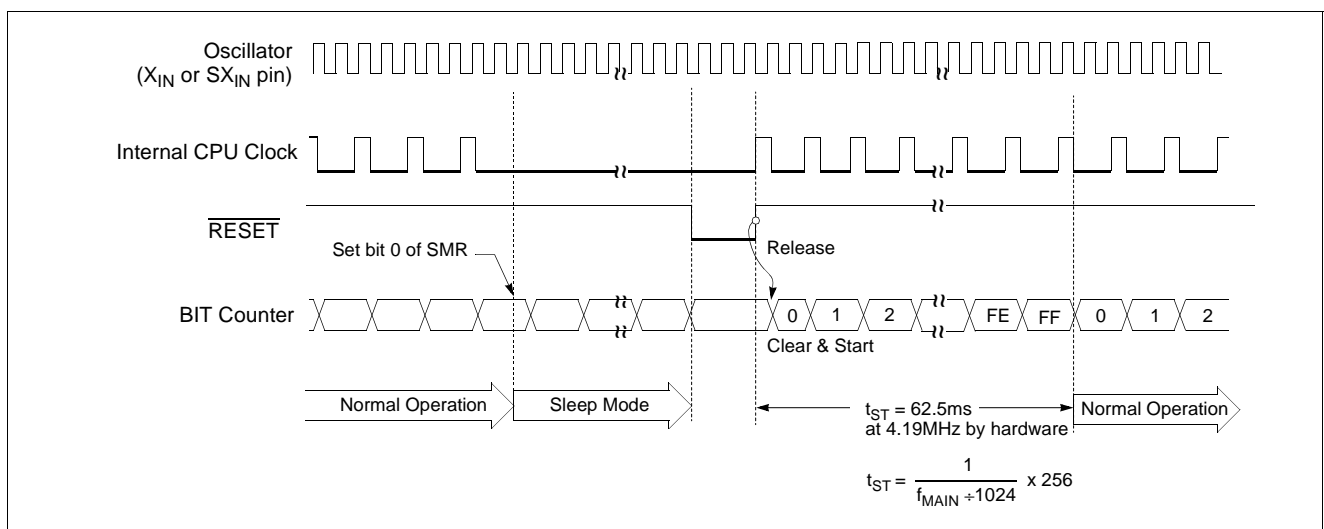 Oscillator
(XIN or SXIN pin)
Internal CPU Clock
RESET
Set bit 0 of SMR
Release
BIT Counter
0 1 2 FE FF 0 1 2
Clear & Start
Normal Operation Sleep Mode tST = 62.5ms Normal Operation
at 4.19MHz by hardware
tST = 1 / fMAIN ÷1024 x 256